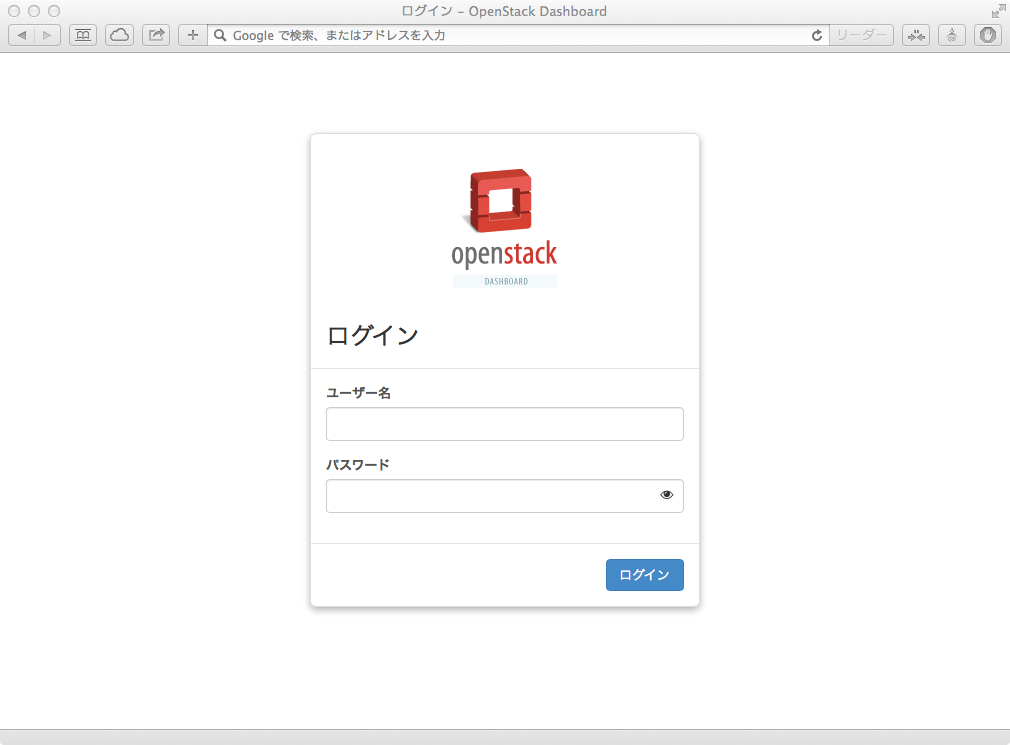 ログイン - OpenStack Dashboard
Google で検索、またはアドレスを入力
リーダー
openstack
DASHBOARD
ログイン
ユーザー名
パスワード
ログイン